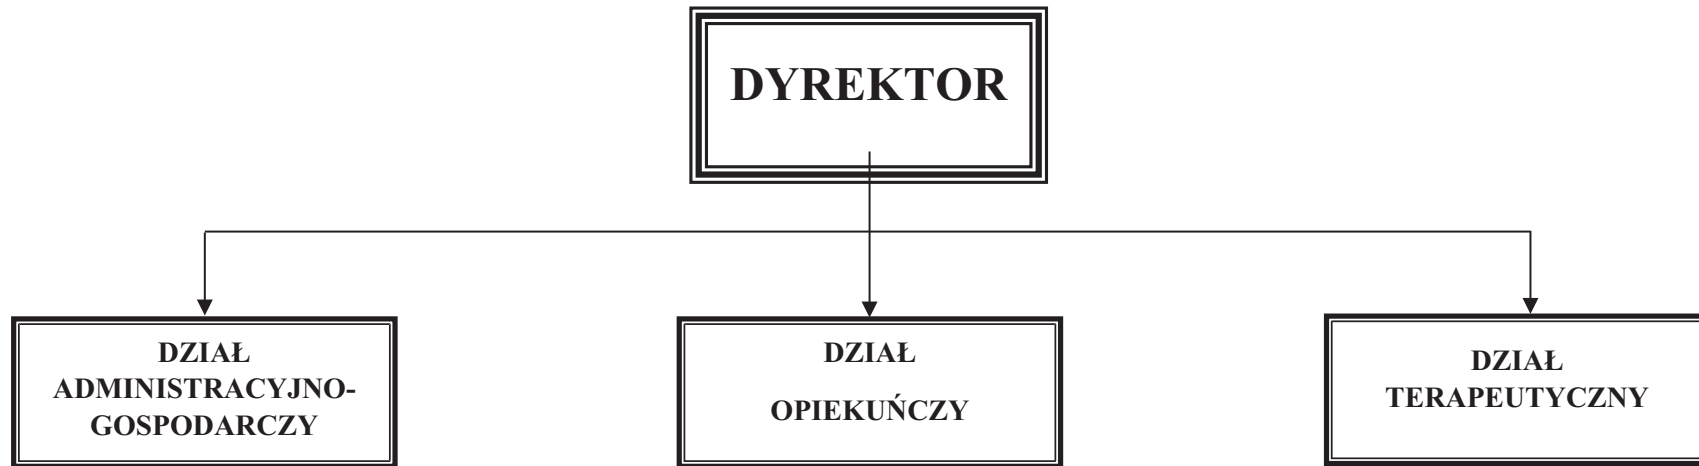 DYREKTOR
DZIAŁ
ADMINISTRACYJNO-
GOSPODARCZY
DZIAŁ
OPIEKUŃCZY
DZIAŁ
TERAPEUTYCZNY